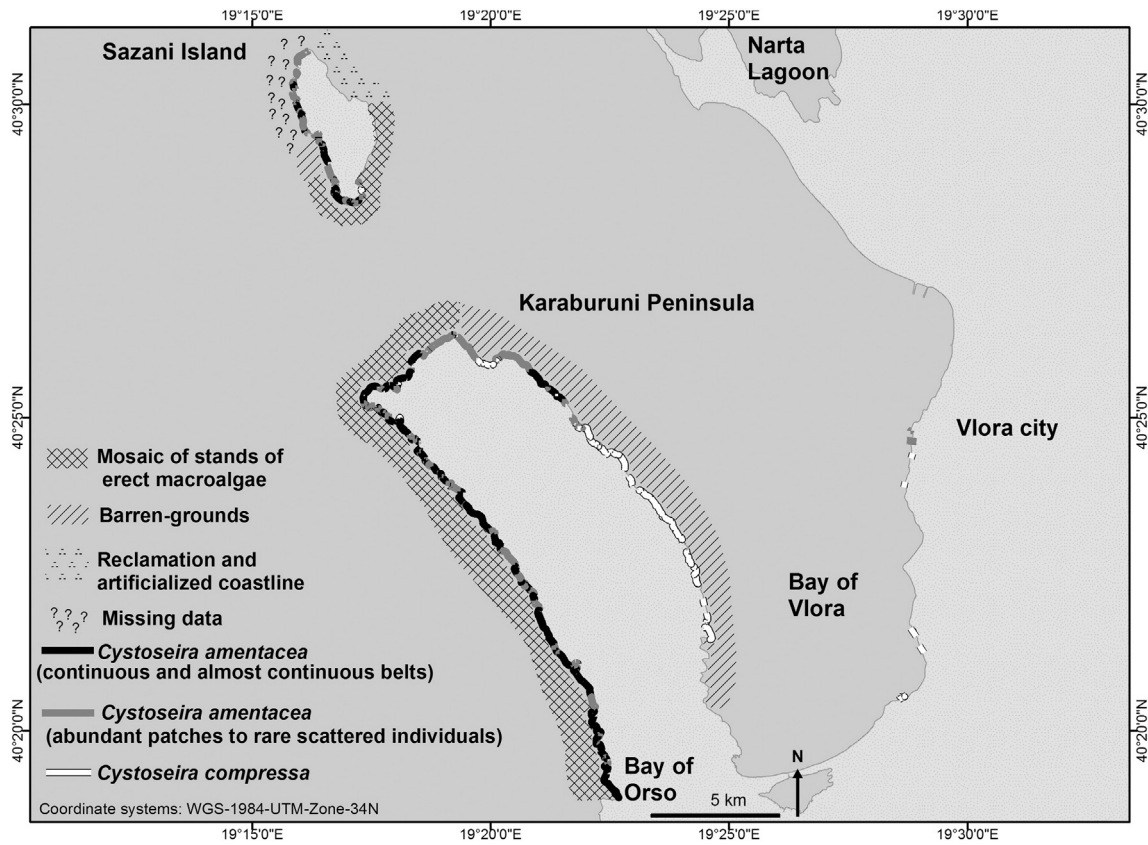 19°15'0"E 19°20'0"E 19°25'0"E 19°30'0"E
Sazani Island
Narta
Lagoon
40°30'0"N 40°30'0"N
? ? ? ? ? ? ? ? ? ? ? ? ? ? ?
Karaburuni Peninsula
40°25'0"N 40°25'0"N
Vlora city
Mosaic of stands of
erect macroalgae
Barren-grounds
Reclamation and
artificialized coastline
Bay of
Vlora
? ? ? ? ?
Missing data
Cystoseira amentacea
(continuous and almost continuous belts)
Cystoseira amentacea
(abundant patches to rare scattered individuals)
40°20'0"N 40°20'0"N
Cystoseira compressa
Bay of
Orso
N
5 km
Coordinate systems: WGS-1984-UTM-Zone-34N
19°15'0"E 19°20'0"E 19°25'0"E 19°30'0"E